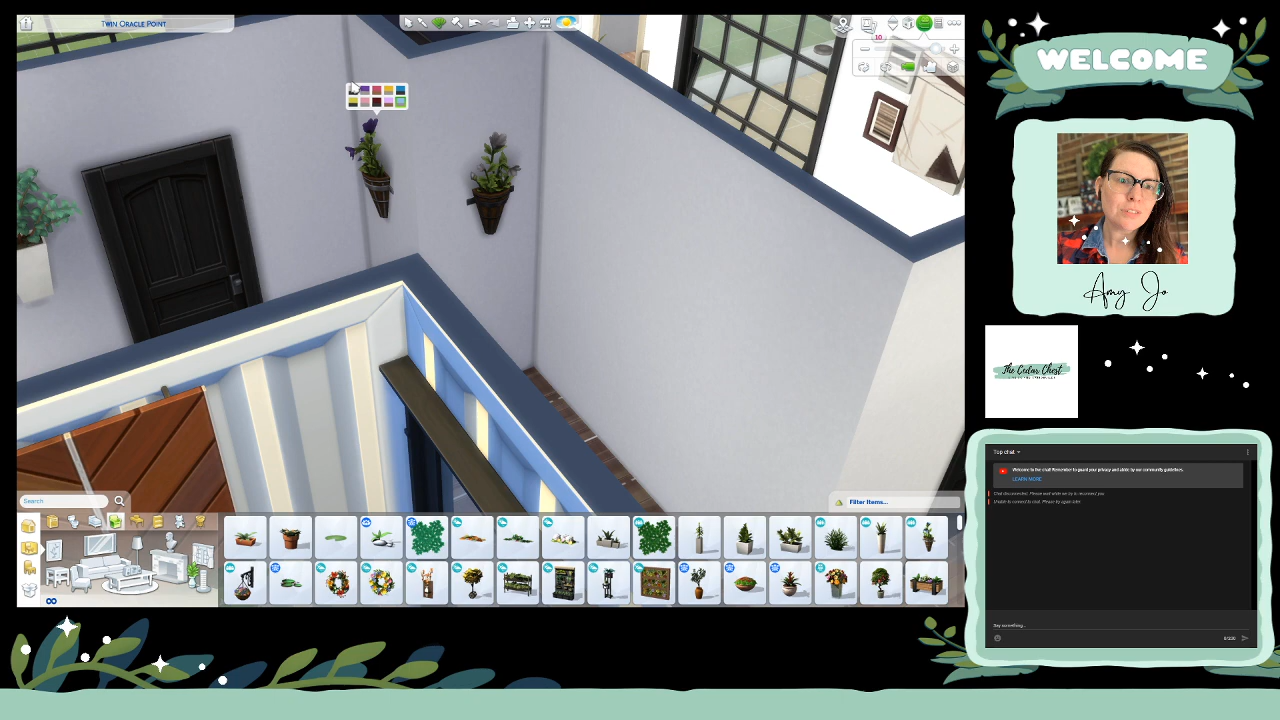 Twin Oracle Point
10
Search
Filter Items...
WELCOME
Amy Jo
The Cedar Chest
Top chat
Welcome to the chat! Remember to guard your privacy and abide by our community guidelines.
LEARN MORE
Chat disconnected. Please wait while we try to reconnect you.
Unable to connect to chat. Please try again later.
Say something...
0/200